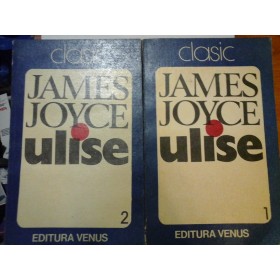 clasic
JAMES
JOYCE
ulise
2
EDITURA VENUS
clasic
JAMES
JOYCE
ulise
1
EDITURA VENUS